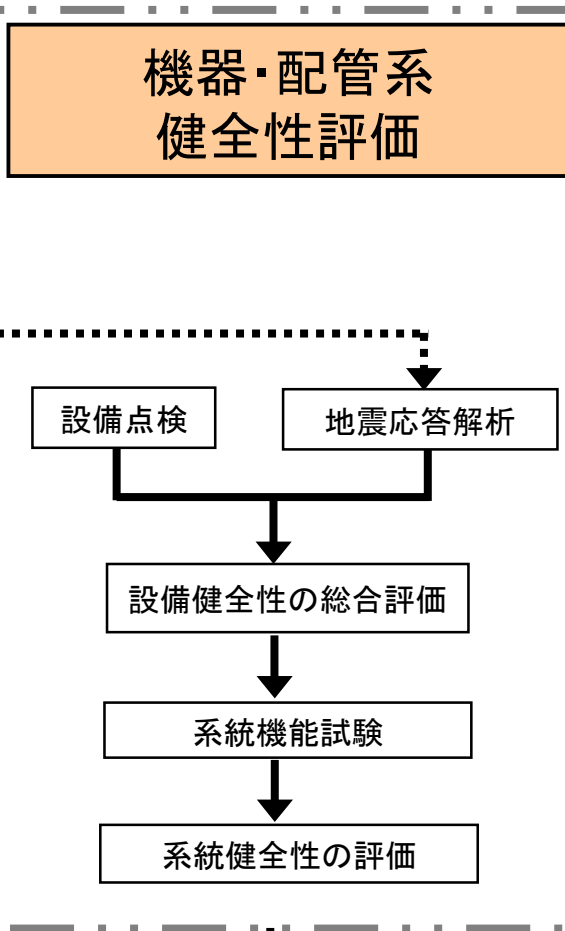 機器・配管系
健全性評価
設備点検
地震応答解析
設備健全性の総合評価
系統機能試験
系統健全性の評価